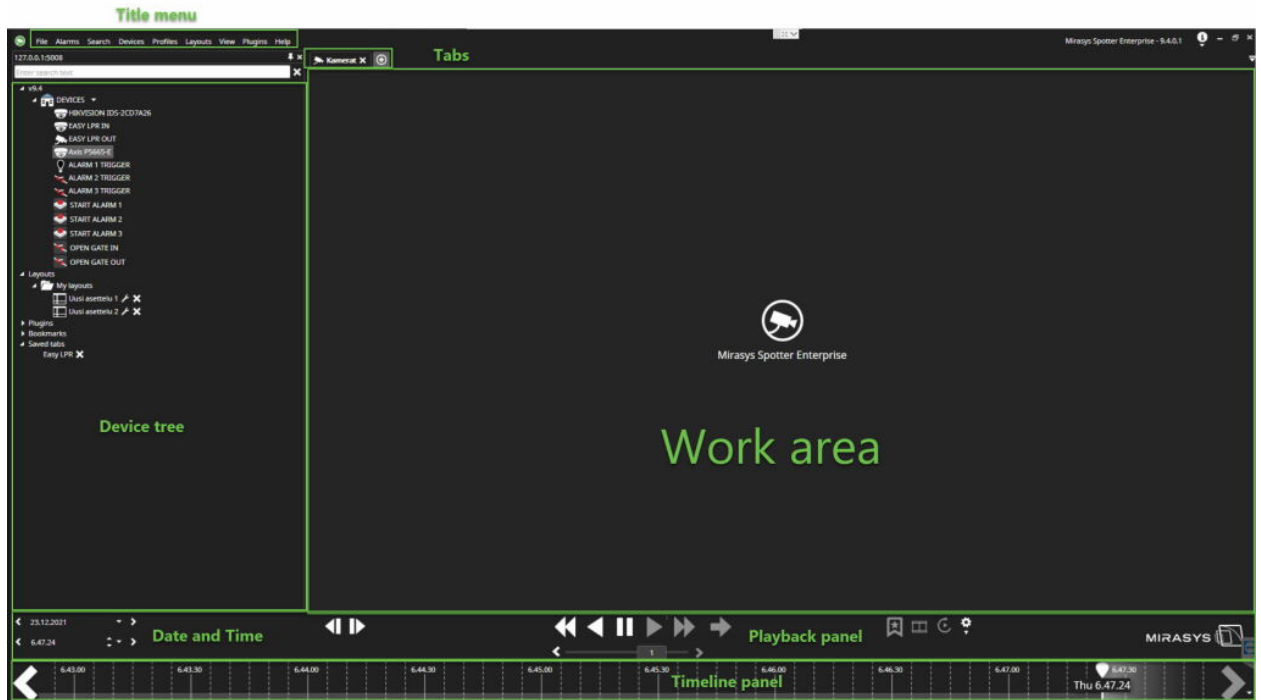 Title menu
File Alarms Search Devices Profiles Layouts View Plugins Help
Mirasys Spotter Enterprise - 9.4.0.1
127.0.0.1:5008
Kamerat
Tabs
Enter search text
v9.4
DEVICES
HIKVISION IDS-2CD7A26
EASY LPR IN
EASY LPR OUT
Axis P5665-E
ALARM 1 TRIGGER
ALARM 2 TRIGGER
ALARM 3 TRIGGER
START ALARM 1
START ALARM 2
START ALARM 3
OPEN GATE IN
OPEN GATE OUT
Layouts
My layouts
Uusi asettelu 1
Uusi asettelu 2
Plugins
Bookmarks
Saved tabs
Easy LPR
Device tree
Mirasys Spotter Enterprise
Work area
23.12.2021
6.47.24
Date and Time
1
Playback panel
MIRASYS
6.43.00 6.43.30 6.44.00 6.44.30 6.45.00 6.45.30 6.46.00 6.46.30 6.47.00 6.47.30
Timeline panel
Thu 6.47.24